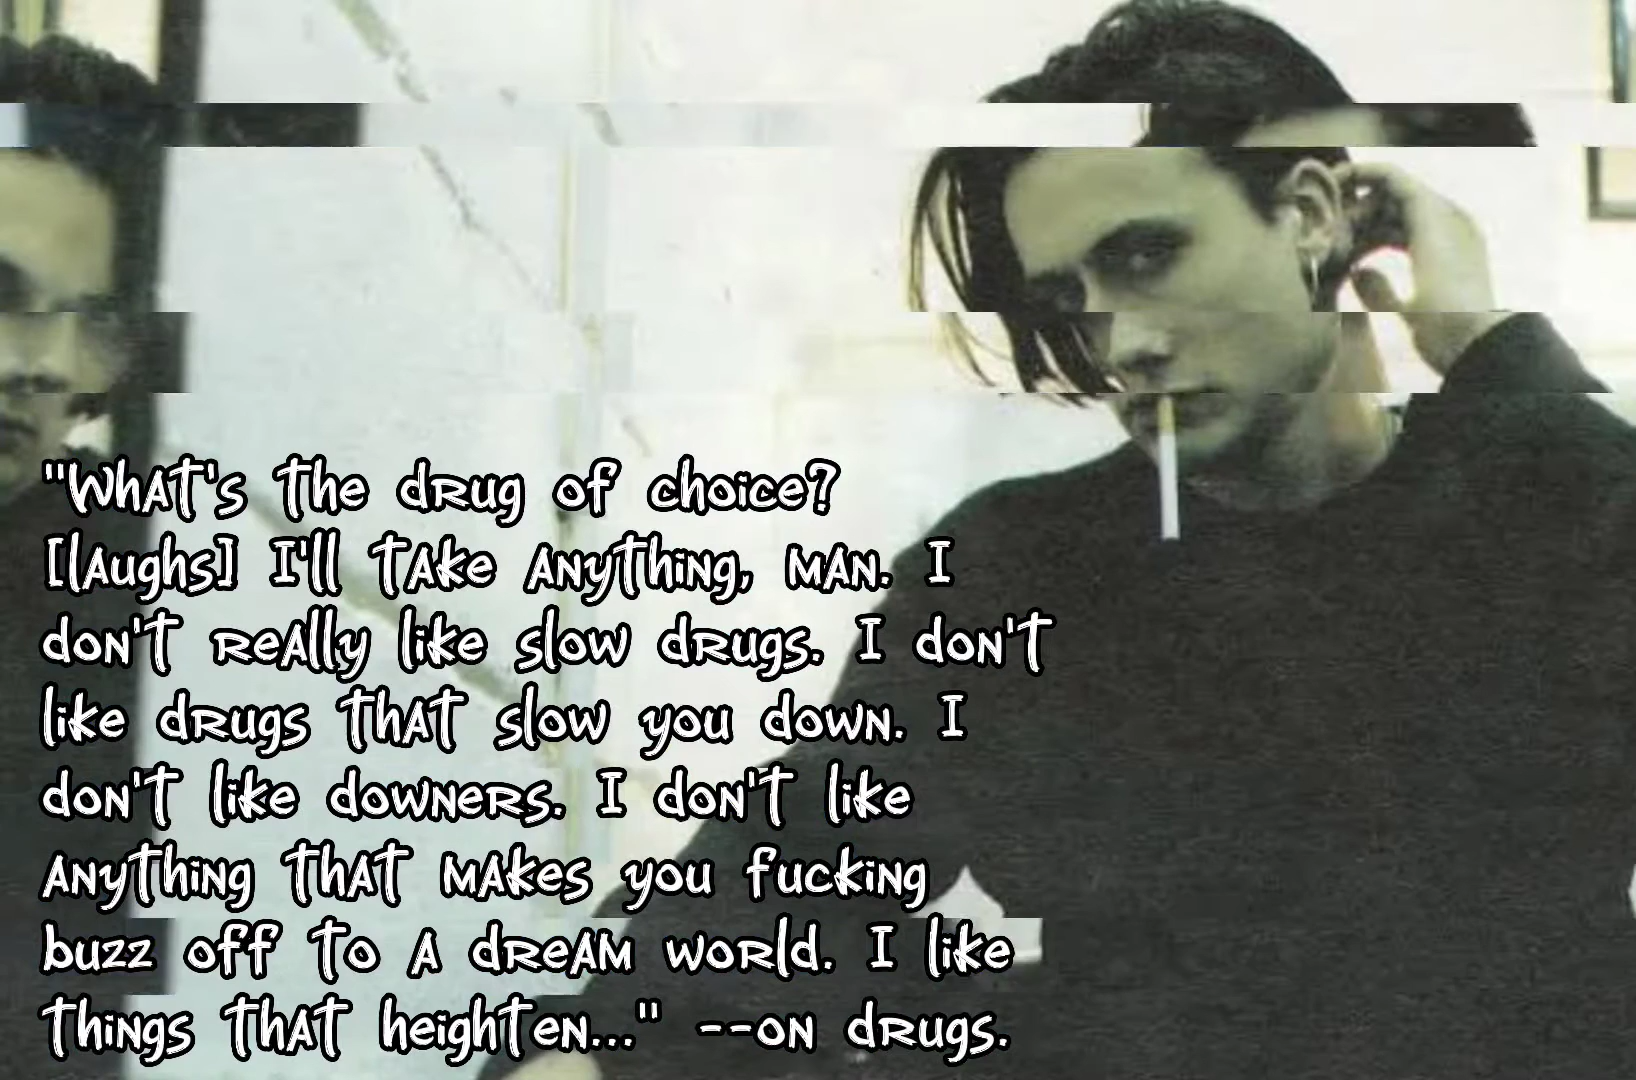 "What's the drug of choice?
[laughs] I'll take anything, man. I
don't really like slow drugs. I don't
like drugs that slow you down. I
don't like downers. I don't like
anything that makes you fucking
buzz off to a dream world. I like
things that heighten..." --on drugs.